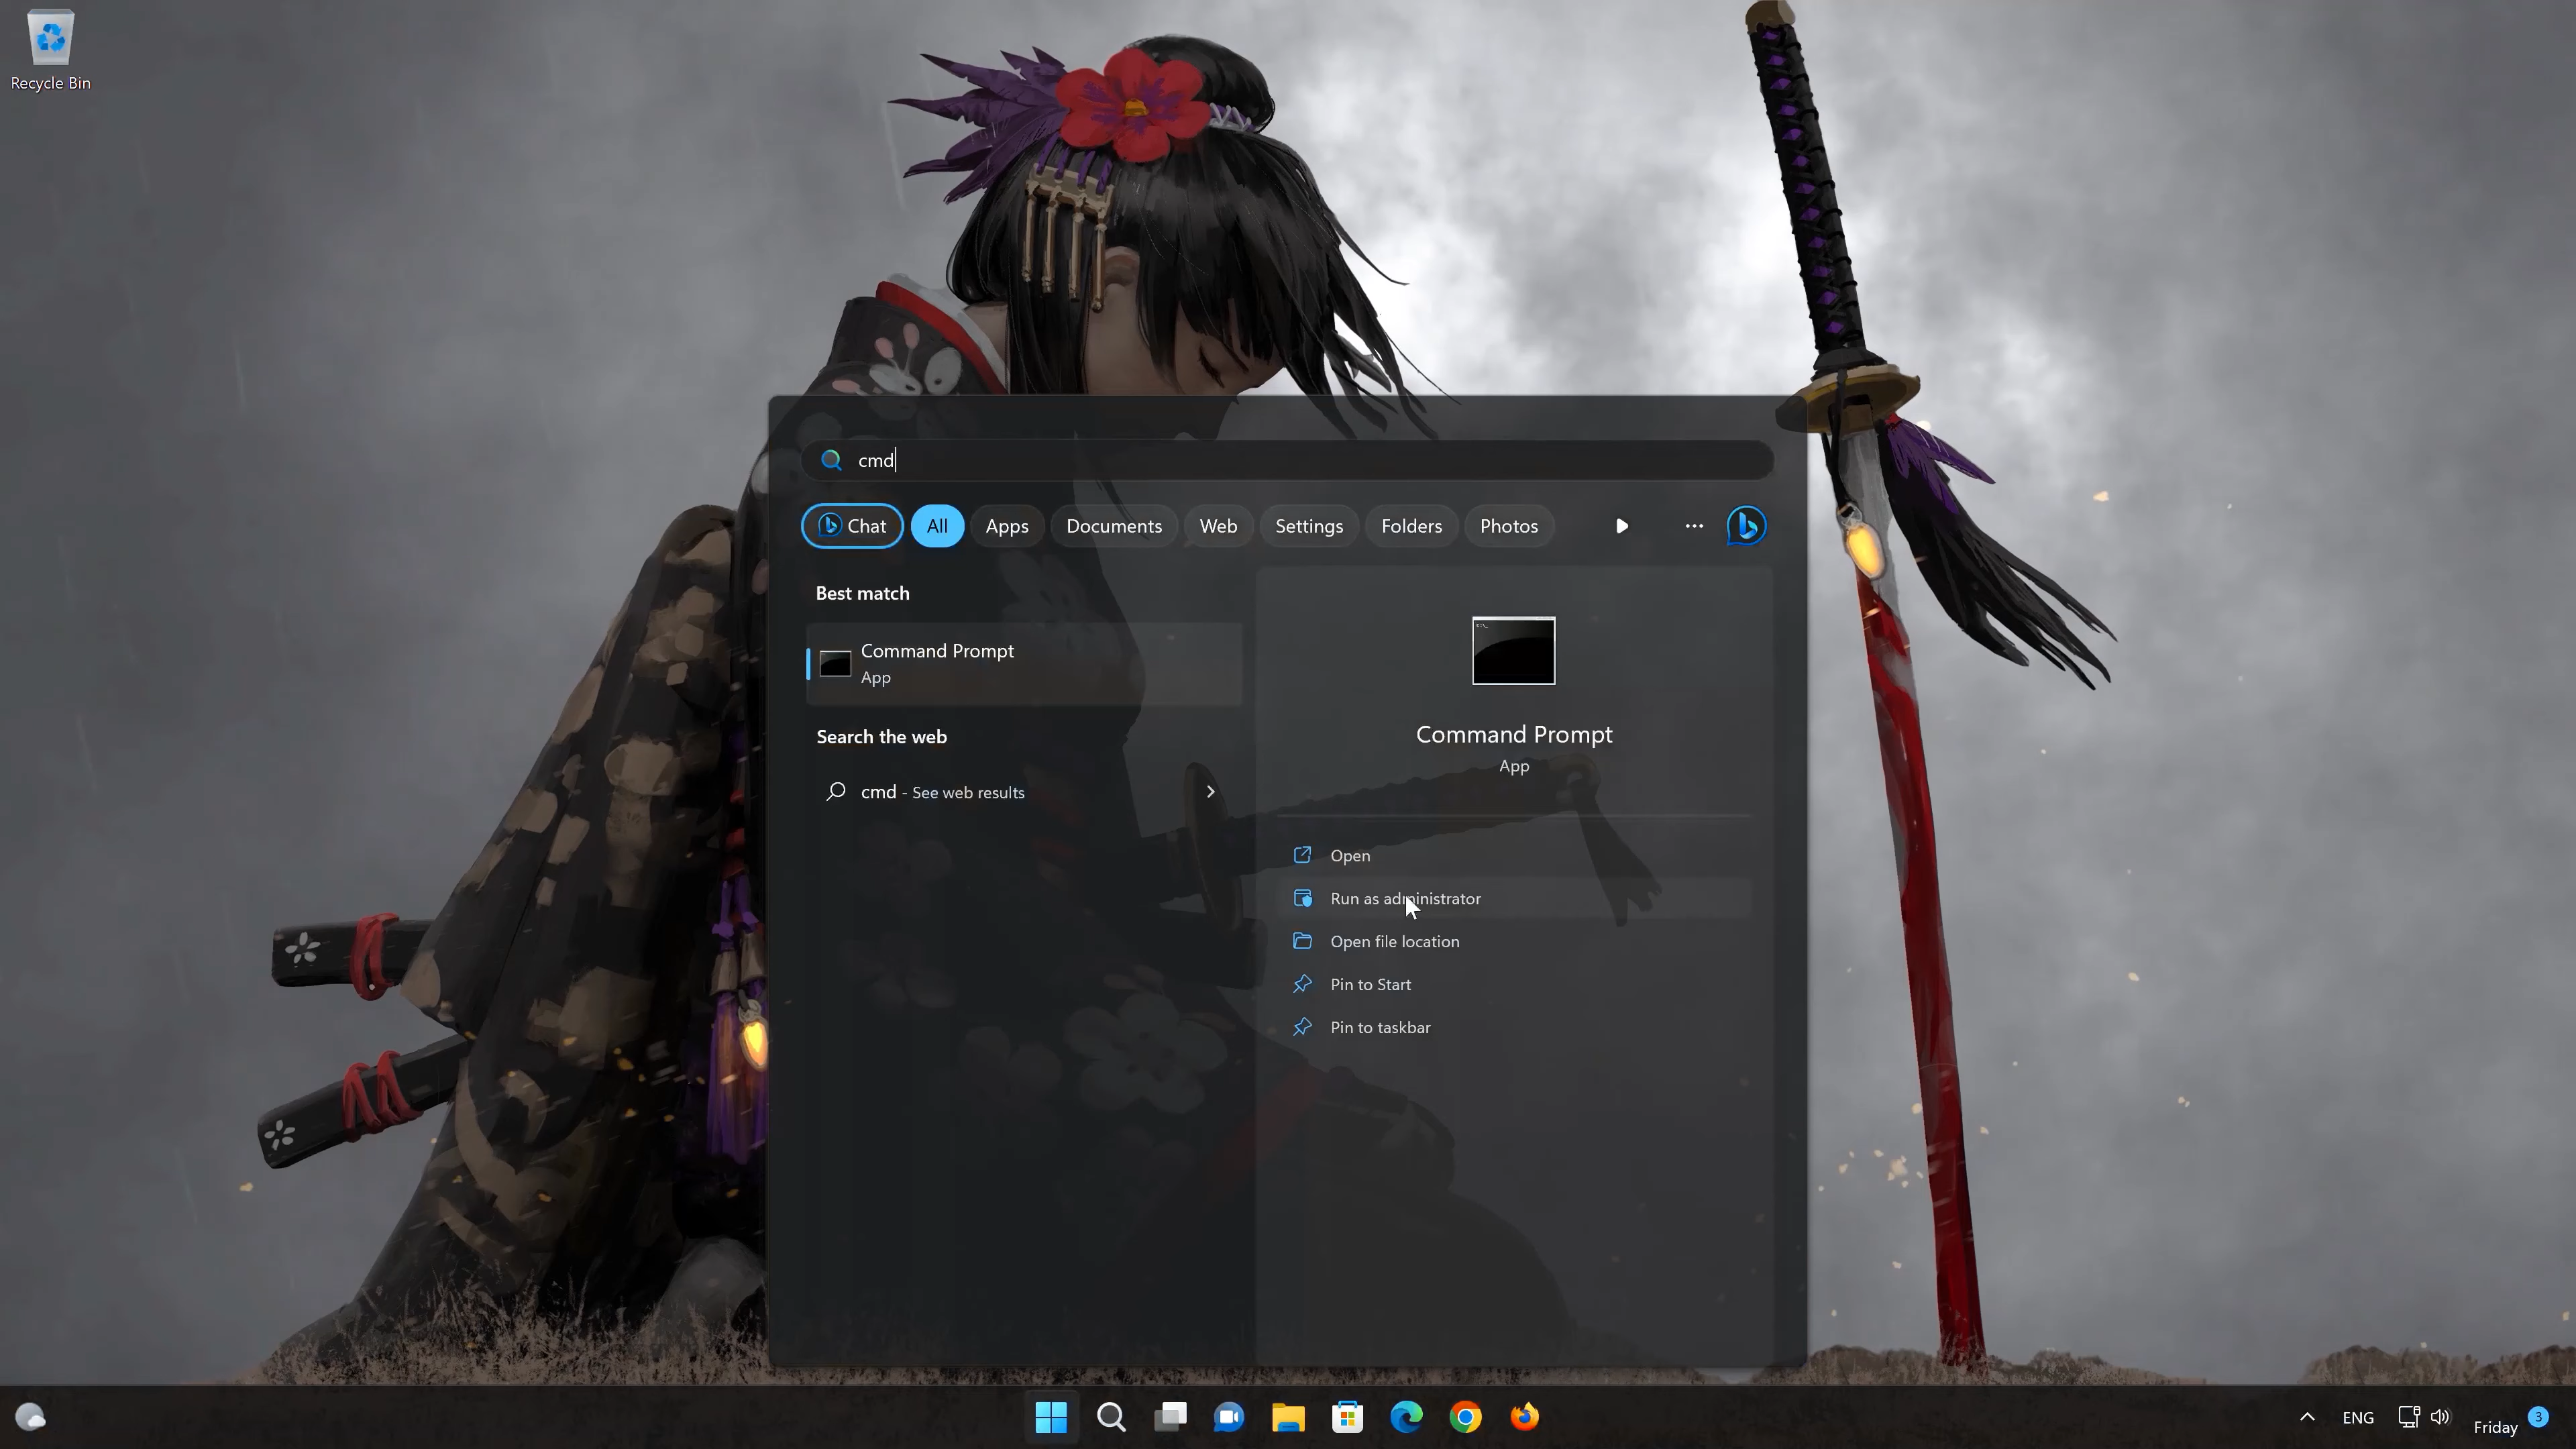 Recycle Bin
cmd
Chat
All
Apps
Documents
Web
Settings
Folders
Photos
Best match
Command Prompt
App
Search the web
cmd - See web results
Command Prompt
App
Open
Run as administrator
Open file location
Pin to Start
Pin to taskbar
ENG
Friday
3